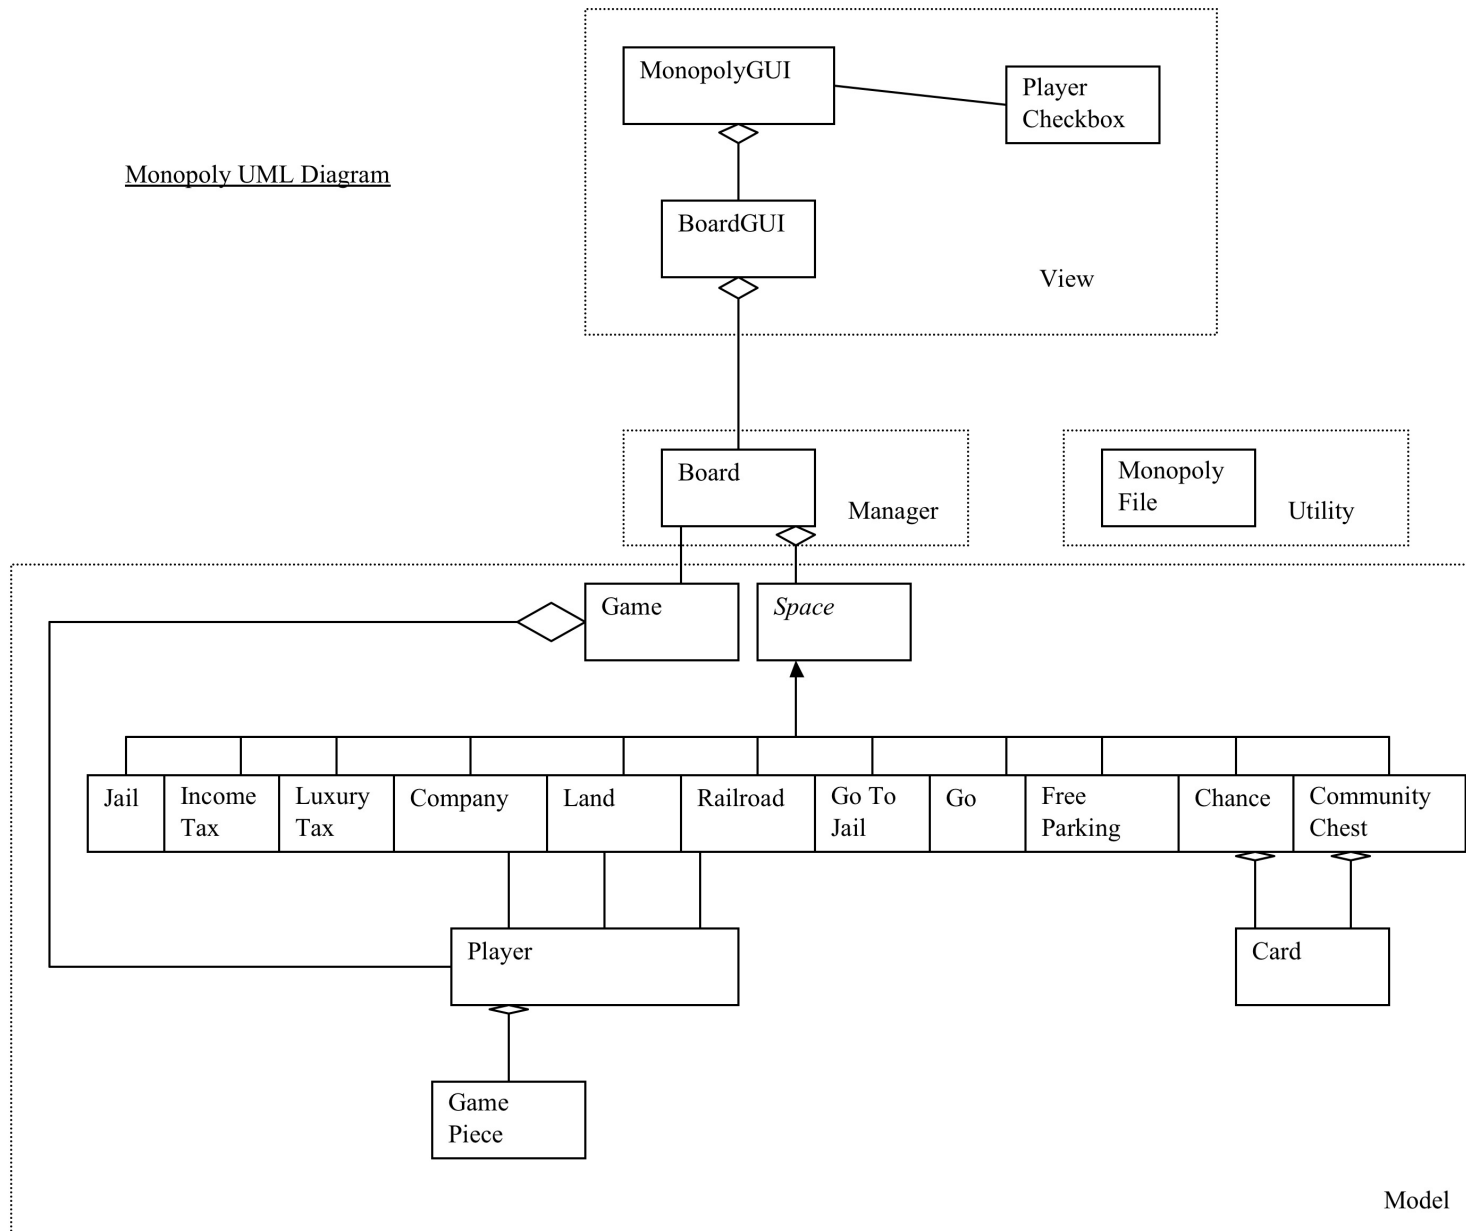 MonopolyGUI
Player
Checkbox
Monopoly UML Diagram
BoardGUI
View
Board
Manager
Monopoly
File
Utility
Game
Space
Jail
Income
Tax
Luxury
Tax
Company
Land
Railroad
Go To
Jail
Go
Free
Parking
Chance
Community
Chest
Player
Card
Game
Piece
Model